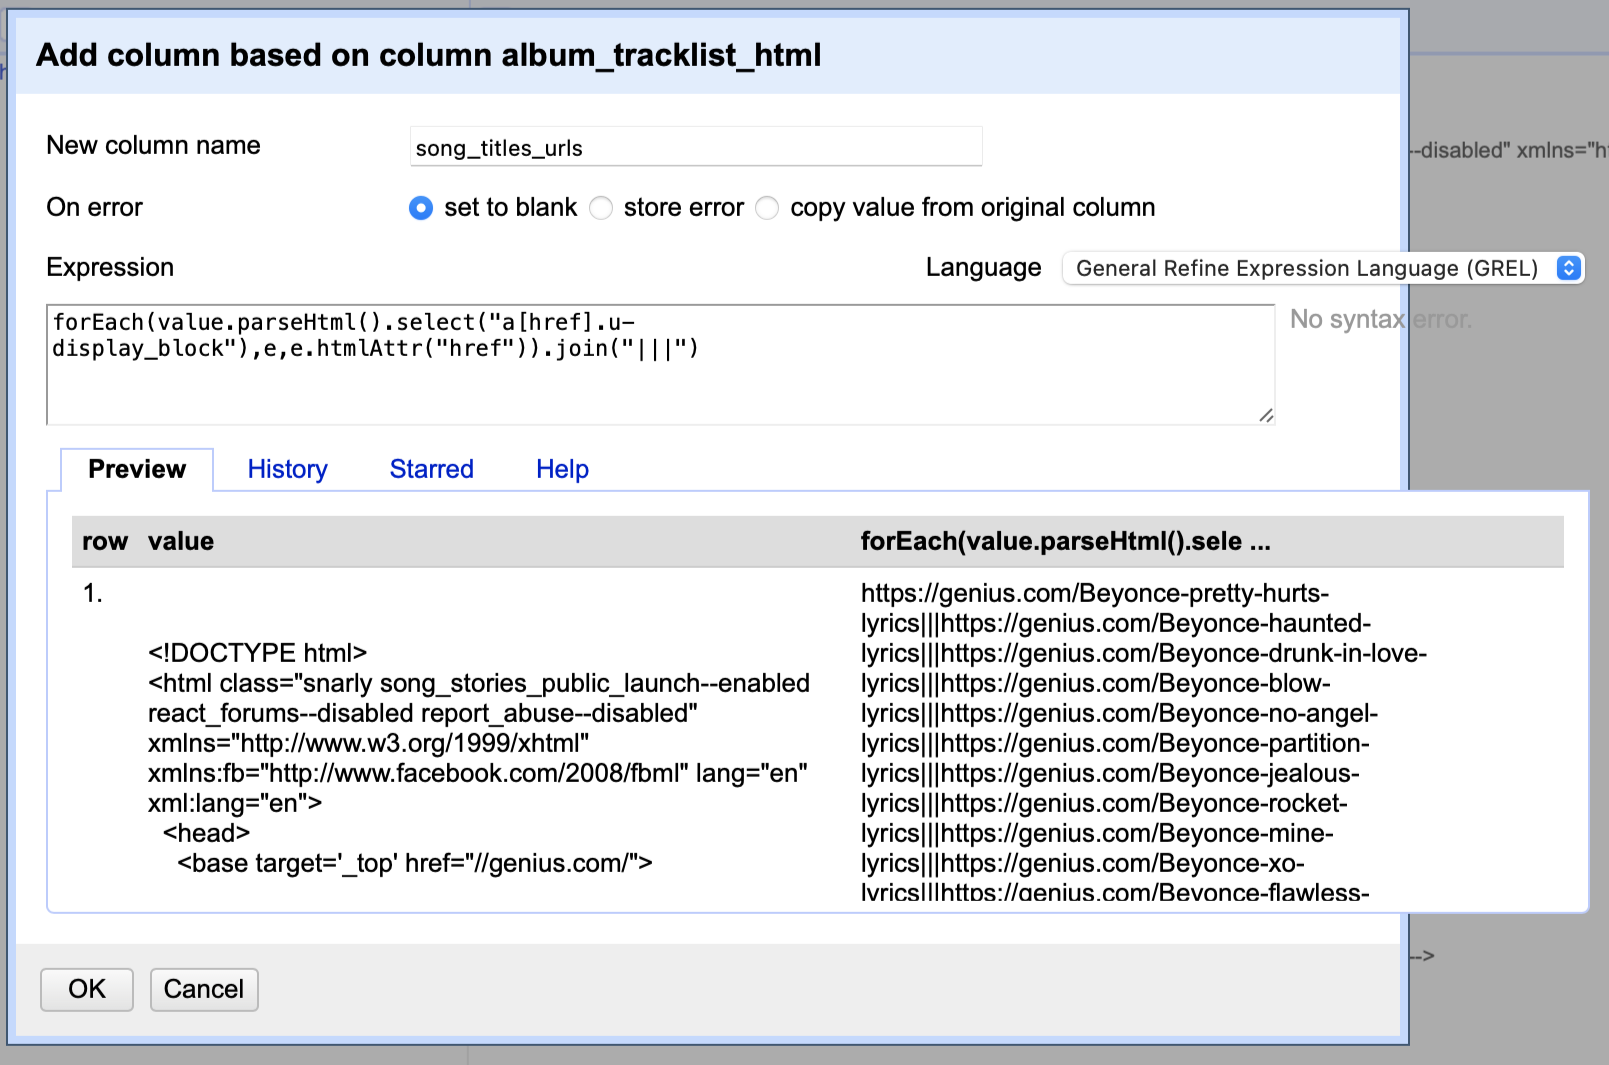 Add column based on column album_tracklist_html
New column name song_titles_urls
--disabled" xmlns="h
On error set to blank store error copy value from original column
Expression Language General Refine Expression Language (GREL)
forEach(value.parseHtml().select("a[href].u-
display_block"),e,e.htmlAttr("href")).join("|||")
No syntax error.
Preview History Starred Help
row value forEach(value.parseHtml().sele ...
1. https://genius.com/Beyonce-pretty-hurts-
lyrics|||https://genius.com/Beyonce-haunted-
<!DOCTYPE html> lyrics|||https://genius.com/Beyonce-drunk-in-love-
<html class="snarly song_stories_public_launch--enabled lyrics|||https://genius.com/Beyonce-blow-
react_forums--disabled report_abuse--disabled" lyrics|||https://genius.com/Beyonce-no-angel-
xmlns="http://www.w3.org/1999/xhtml" lyrics|||https://genius.com/Beyonce-partition-
xmlns:fb="http://www.facebook.com/2008/fbml" lang="en" lyrics|||https://genius.com/Beyonce-jealous-
xml:lang="en"> lyrics|||https://genius.com/Beyonce-rocket-
<head> lyrics|||https://genius.com/Beyonce-mine-
<base target='_top' href="//genius.com/"> lyrics|||https://genius.com/Beyonce-xo-
lyrics|||https://genius.com/Beyonce-flawless-
-->
OK Cancel